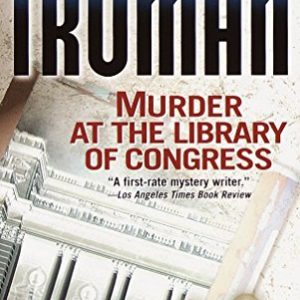 TRUMAN
MURDER
AT THE LIBRARY
OF CONGRESS
"A first-rate mystery writer."
—Los Angeles Times Book Review